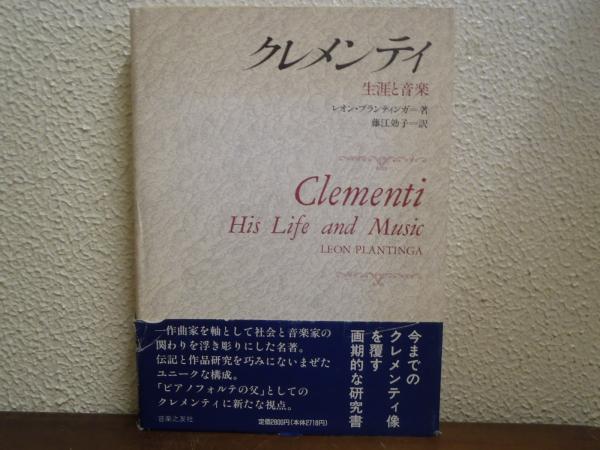 クレメンティ
生涯と音楽
レオン・プランティンガ―著
藤江効子―訳
Clementi
His Life and Music
LEON PLANTINGA
今までの
クレメンティ像
を覆す
画期的な研究書
一作曲家を軸として社会と音楽家の
関わりを浮き彫りにした名著。
伝記と作品研究を巧みにないまぜた
ユニークな構成。
「ピアノフォルテの父」としての
クレメンティに新たな視点。
音楽之友社
定価2800円(本体2718円)